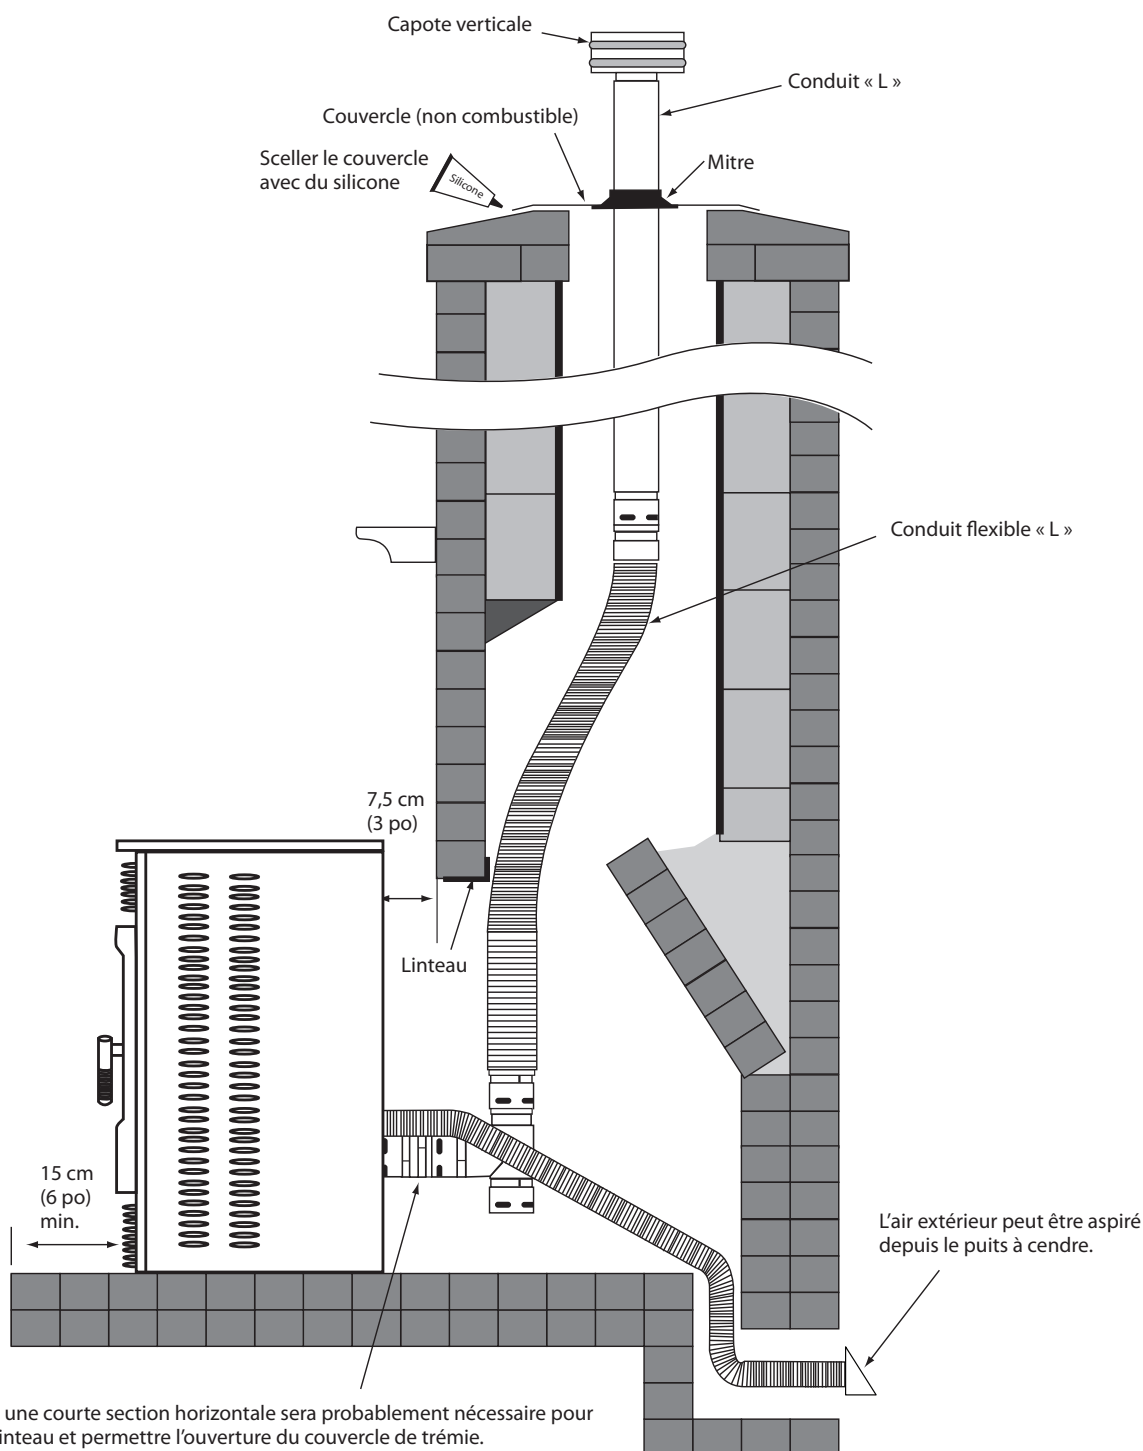 Capote verticale
Conduit « L »
Couvercle (non combustible)
Sceller le couvercle
avec du silicone
Silicone
Mitre
Conduit flexible « L »
7,5 cm
(3 po)
Linteau
15 cm
(6 po)
min.
L'air extérieur peut être aspiré
depuis le puits à cendre.
une courte section horizontale sera probablement nécessaire pour
inteau et permettre l'ouverture du couvercle de trémie.